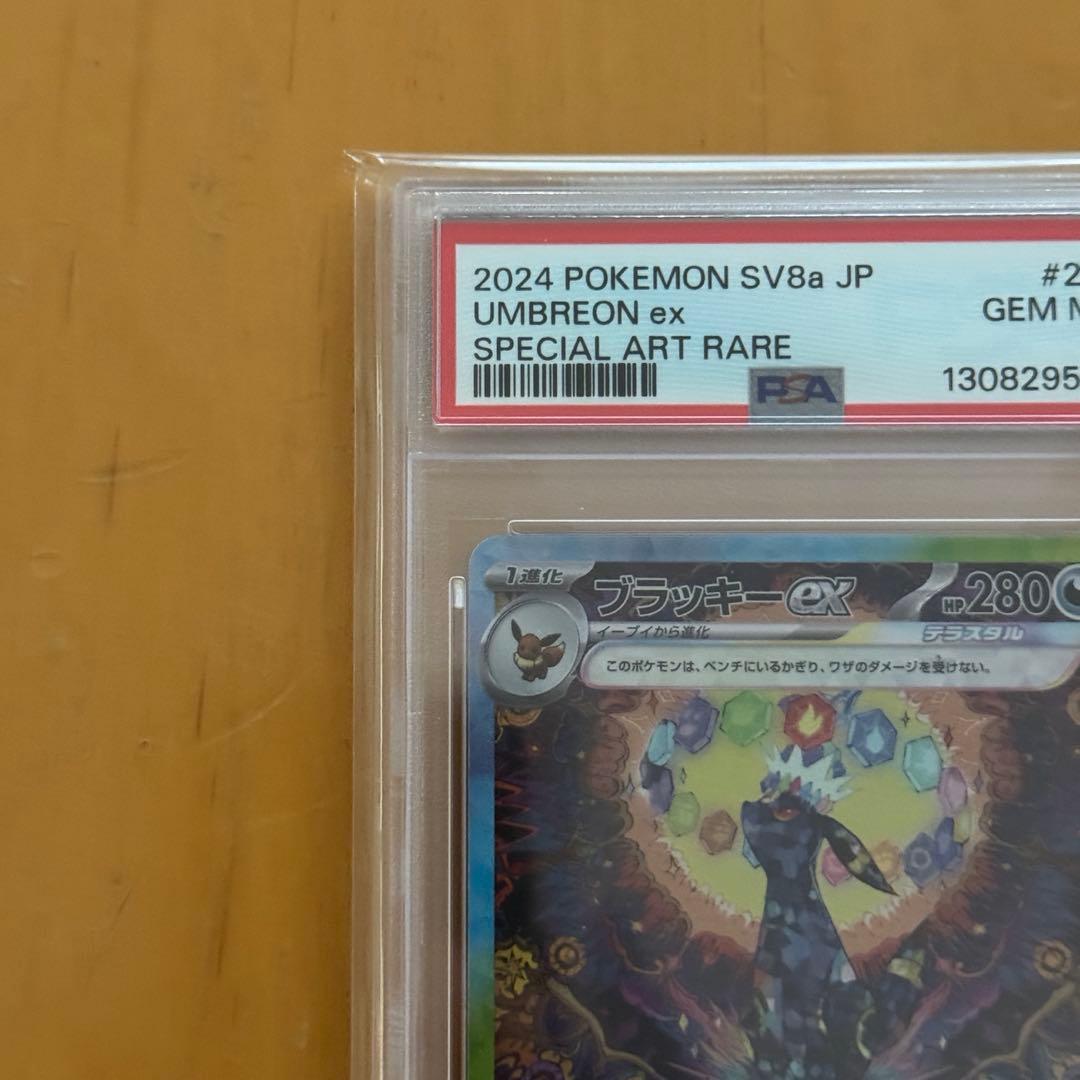 2024 POKEMON SV8a JP #2
UMBREON ex GEM M
SPECIAL ART RARE
PSA 1308295
1進化 ブラッキーex HP280
イーブイから進化 テラスタル
このポケモンは、ベンチにいるかぎり、ワザのダメージを受けない。